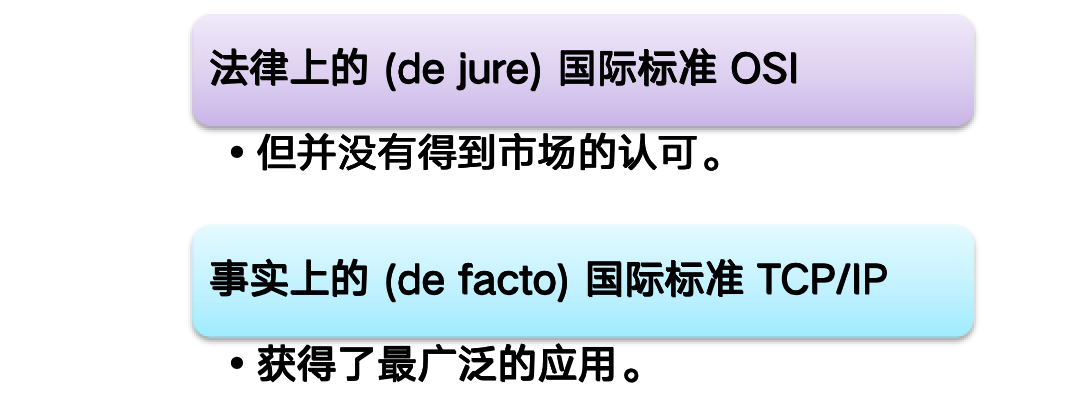 法律上的 (de jure) 国际标准 OSI
• 但并没有得到市场的认可。
事实上的 (de facto) 国际标准 TCP/IP
• 获得了最广泛的应用。